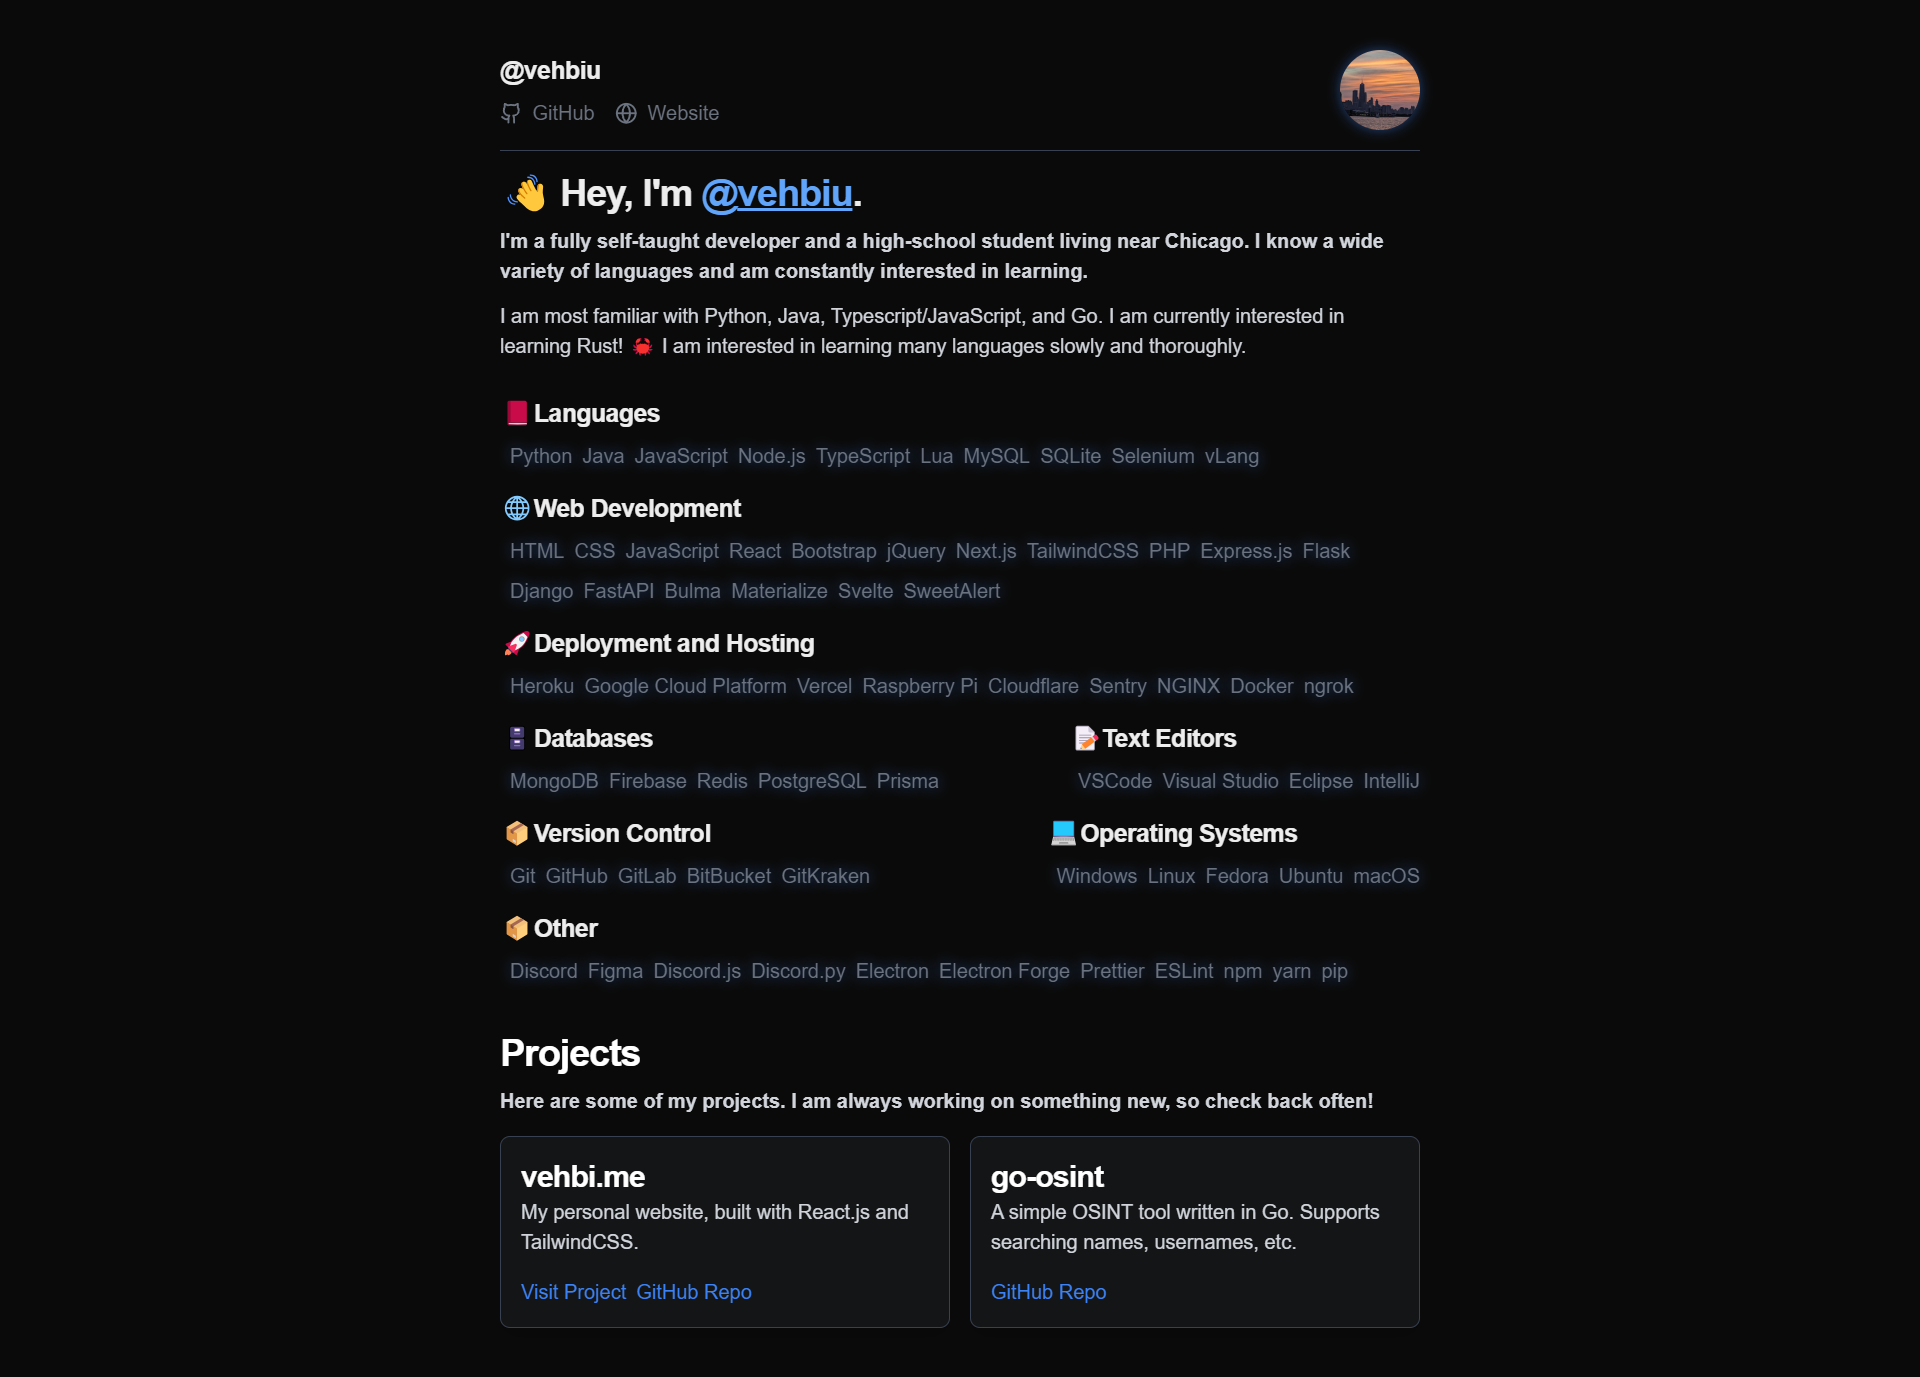 @vehbiu
GitHub Website
Hey, I'm @vehbiu.
I'm a fully self-taught developer and a high-school student living near Chicago. I know a wide
variety of languages and am constantly interested in learning.
I am most familiar with Python, Java, Typescript/JavaScript, and Go. I am currently interested in
learning Rust! 🦀 I am interested in learning many languages slowly and thoroughly.
Languages
Python Java JavaScript Node.js TypeScript Lua MySQL SQLite Selenium vLang
Web Development
HTML CSS JavaScript React Bootstrap jQuery Next.js TailwindCSS PHP Express.js Flask
Django FastAPI Bulma Materialize Svelte SweetAlert
Deployment and Hosting
Heroku Google Cloud Platform Vercel Raspberry Pi Cloudflare Sentry NGINX Docker ngrok
Databases
MongoDB Firebase Redis PostgreSQL Prisma
Text Editors
VSCode Visual Studio Eclipse IntelliJ
Version Control
Git GitHub GitLab BitBucket GitKraken
Operating Systems
Windows Linux Fedora Ubuntu macOS
Other
Discord Figma Discord.js Discord.py Electron Electron Forge Prettier ESLint npm yarn pip
Projects
Here are some of my projects. I am always working on something new, so check back often!
vehbi.me
My personal website, built with React.js and
TailwindCSS.
Visit Project GitHub Repo
go-osint
A simple OSINT tool written in Go. Supports
searching names, usernames, etc.
GitHub Repo